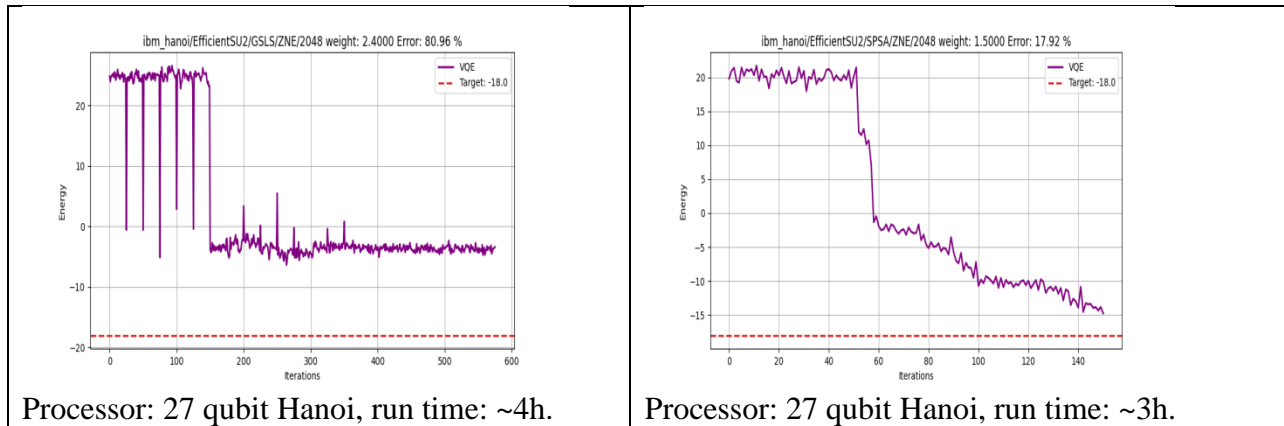 ibm_hanoi/EfficientSU2/GSLS/ZNE/2048 weight: 2.4000 Error: 80.96 %
VQE
Target: -18.0
20
10
0
−10
−20
Energy
0
100
200
300
400
500
600
Iterations
Processor: 27 qubit Hanoi, run time: ~4h.
ibm_hanoi/EfficientSU2/SPSA/ZNE/2048 weight: 1.5000 Error: 17.92 %
VQE
Target: -18.0
20
15
10
5
0
−5
−10
−15
Energy
0
20
40
60
80
100
120
140
Iterations
Processor: 27 qubit Hanoi, run time: ~3h.